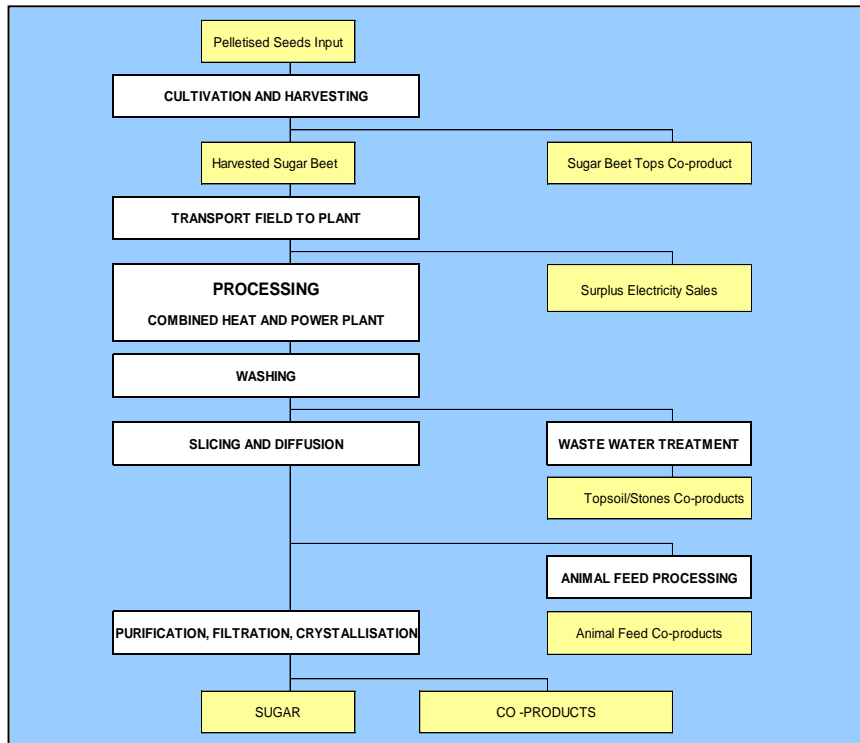 Pelletised Seeds Input
CULTIVATION AND HARVESTING
Harvested Sugar Beet
Sugar Beet Tops Co-product
TRANSPORT FIELD TO PLANT
PROCESSING
COMBINED HEAT AND POWER PLANT
Surplus Electricity Sales
WASHING
SLICING AND DIFFUSION
WASTE WATER TREATMENT
Topsoil/Stones Co-products
ANIMAL FEED PROCESSING
PURIFICATION, FILTRATION, CRYSTALLISATION
Animal Feed Co-products
SUGAR
CO -PRODUCTS